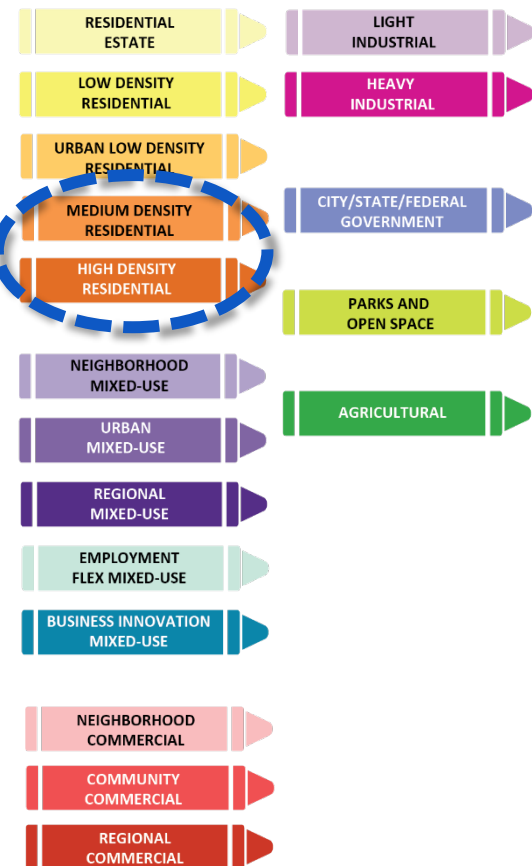 RESIDENTIAL
ESTATE
LOW DENSITY
RESIDENTIAL
URBAN LOW DENSITY
RESIDENTIAL
MEDIUM DENSITY
RESIDENTIAL
HIGH DENSITY
RESIDENTIAL
NEIGHBORHOOD
MIXED-USE
URBAN
MIXED-USE
REGIONAL
MIXED-USE
EMPLOYMENT
FLEX MIXED-USE
BUSINESS INNOVATION
MIXED-USE
NEIGHBORHOOD
COMMERCIAL
COMMUNITY
COMMERCIAL
REGIONAL
COMMERCIAL
LIGHT
INDUSTRIAL
HEAVY
INDUSTRIAL
CITY/STATE/FEDERAL
GOVERNMENT
PARKS AND
OPEN SPACE
AGRICULTURAL